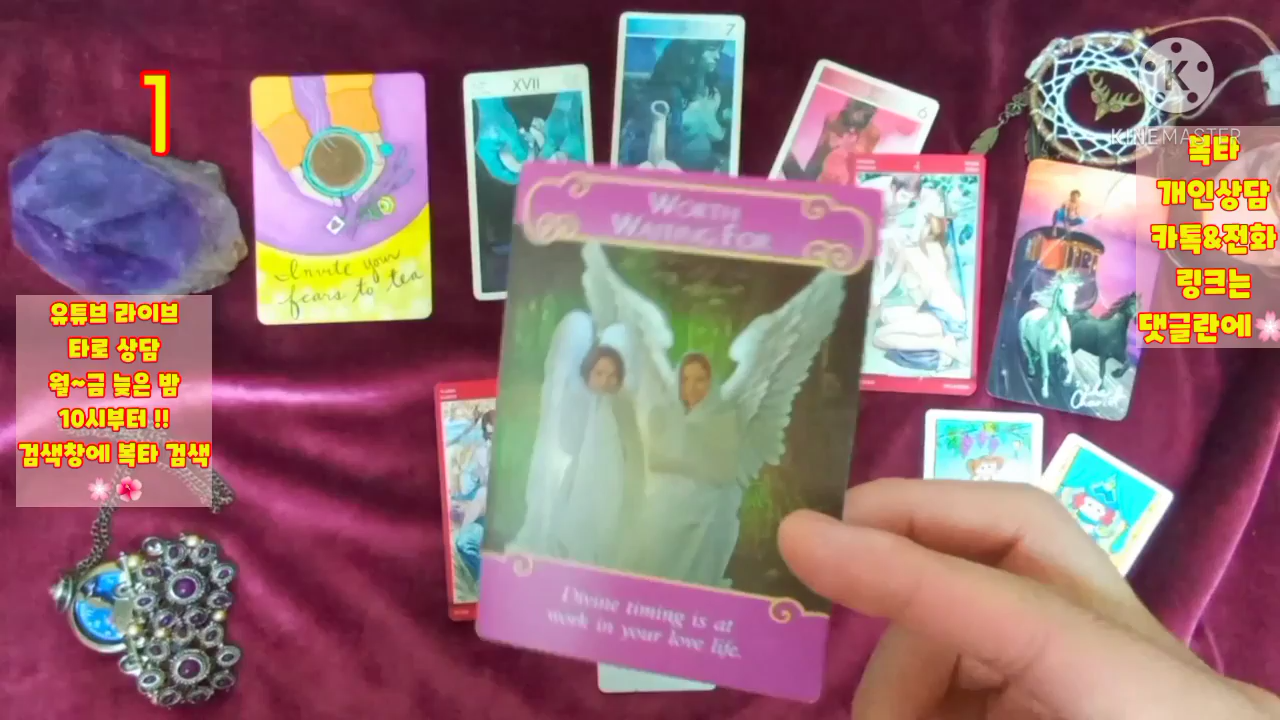 1
Invite your
fears to tea
XVII
7
6
KINEMASTER
복타
개인상담
카톡&전화
링크는
댓글란에🌸
WORTH
WAITING FOR
유튜브 라이브
타로 상담
월~금 늦은 밤
10시부터 !!
검색창에 복타 검색
🌸🌺
The
Chariot
Divine timing is at
work in your love life.